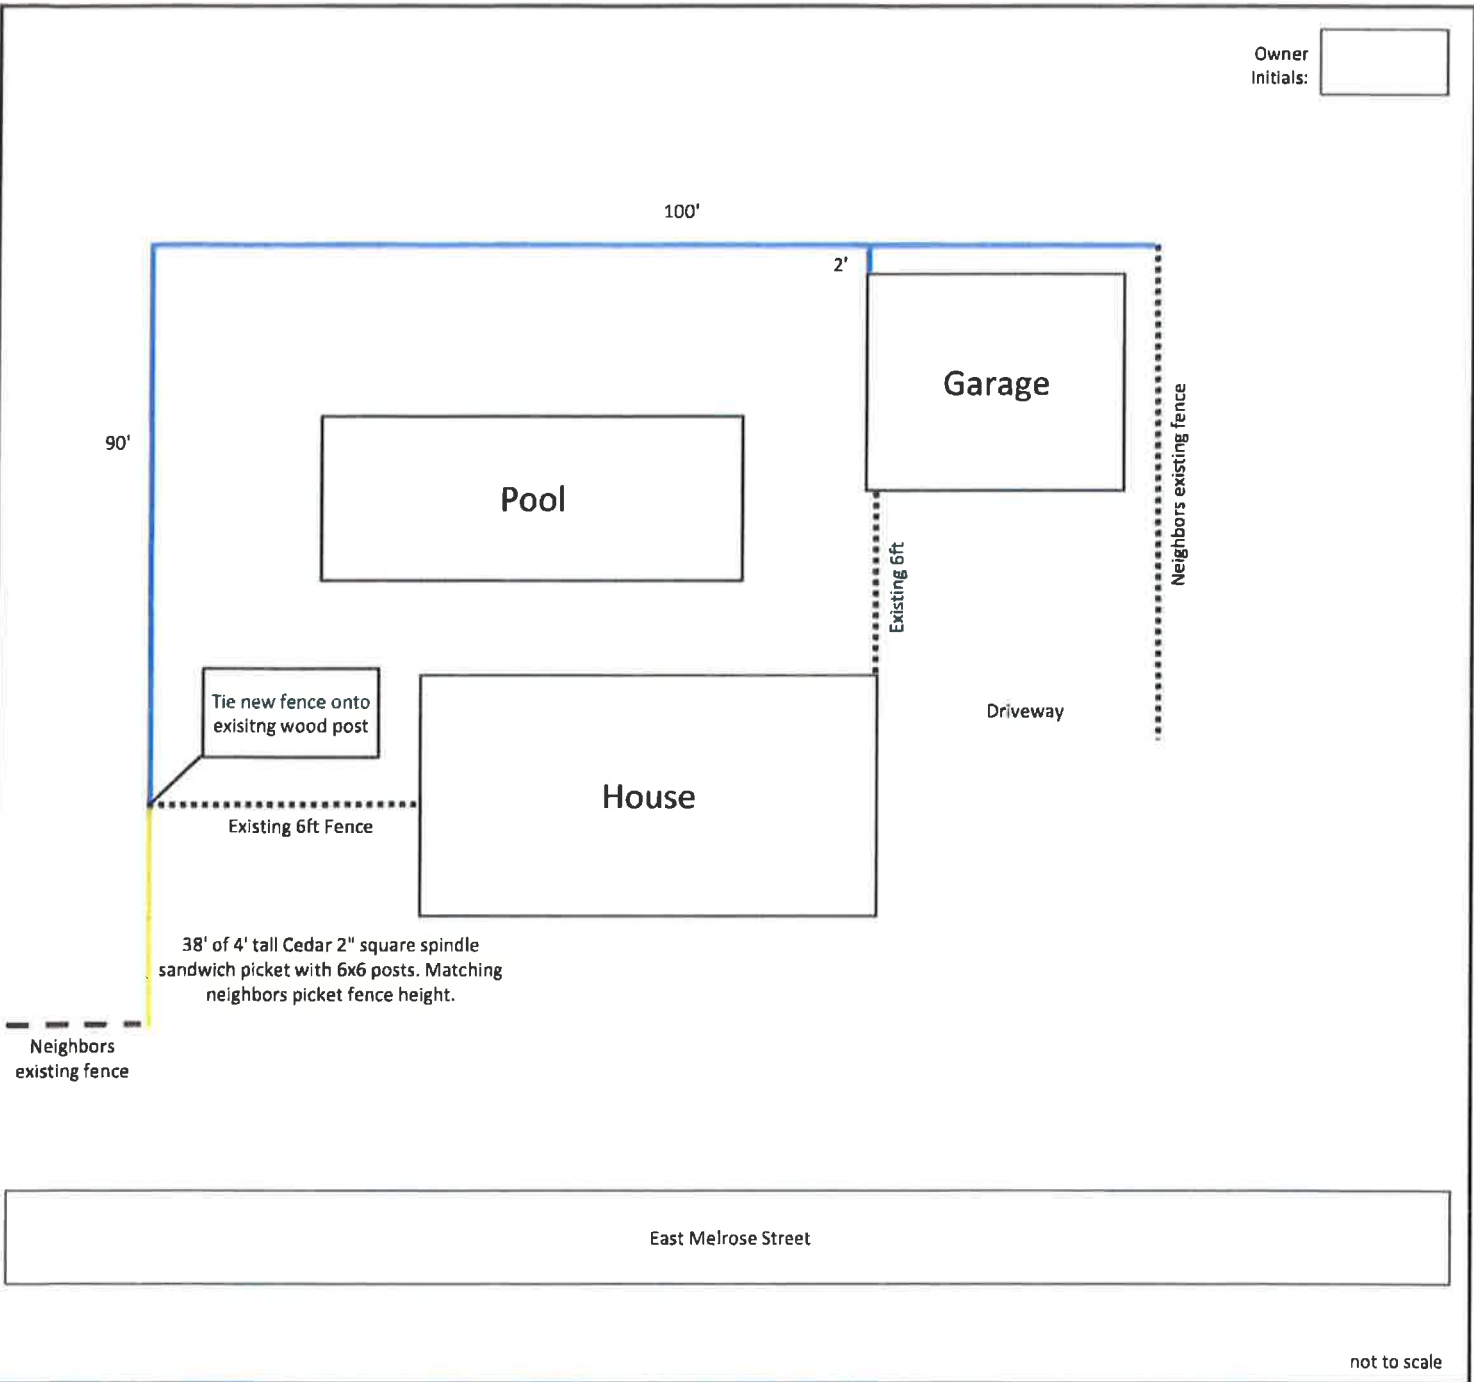 Owner
Initials:
100'
2'
Garage
90'
Pool
Neighbors existing fence
Existing 6ft
Tie new fence onto
exisitng wood post
Driveway
House
Existing 6ft Fence
38' of 4' tall Cedar 2" square spindle
sandwich picket with 6x6 posts. Matching
neighbors picket fence height.
Neighbors
existing fence
East Melrose Street
not to scale